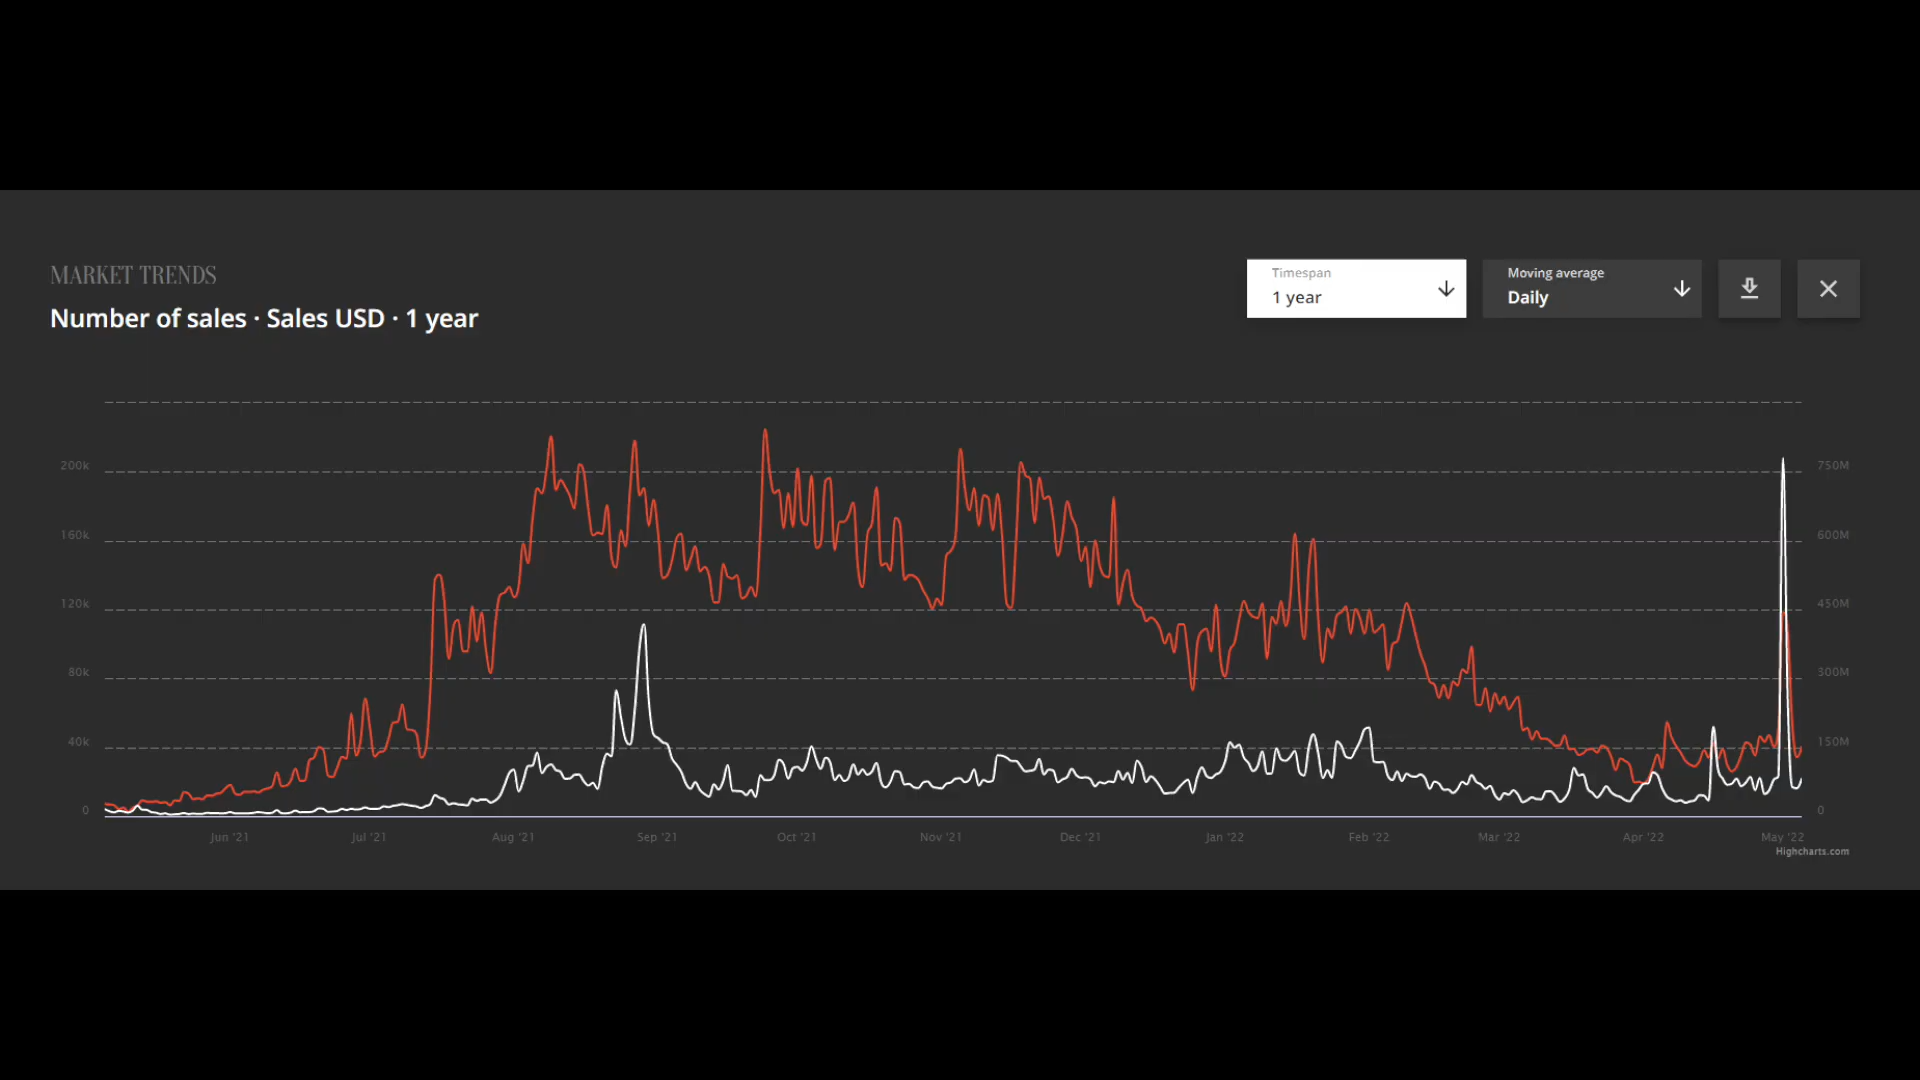 MARKET TRENDS
Number of sales · Sales USD · 1 year
Timespan
1 year
Moving average
Daily
200k
160k
120k
80k
40k
0
750M
600M
450M
300M
150M
0
Jun '21
Jul '21
Aug '21
Sep '21
Oct '21
Nov '21
Dec '21
Jan '22
Feb '22
Mar '22
Apr '22
May '22
Highcharts.com